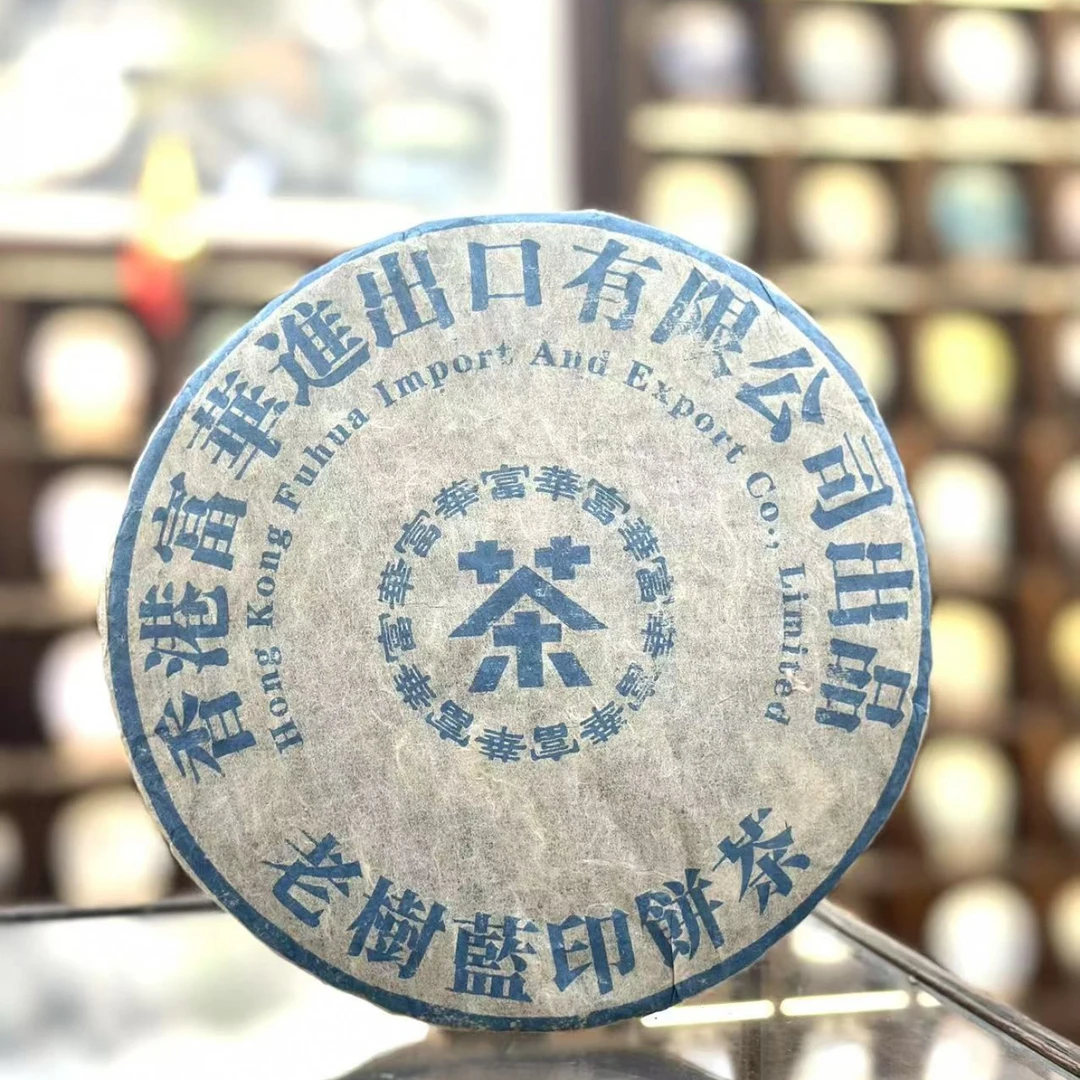 香港富華進出口有限公司出品
Hong Kong Fuhua Import And Export Co., Limited
富華富華富華富華富華富華富華富華
茶
老樹藍印餅茶